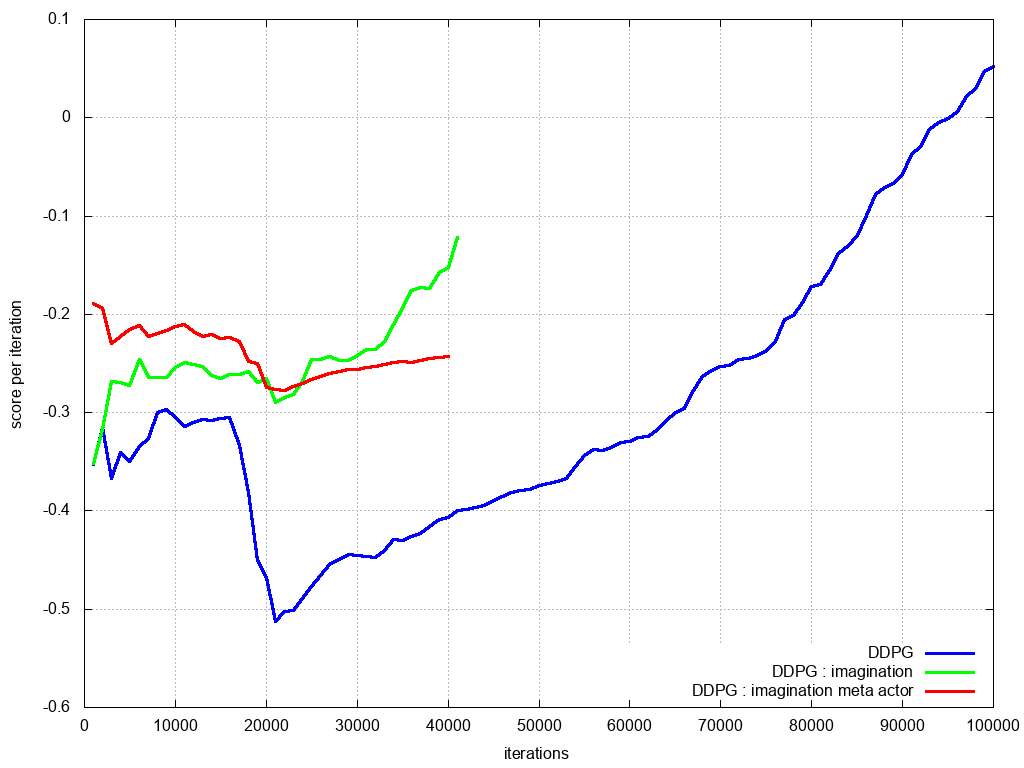 0.1
0
-0.1
-0.2
-0.3
-0.4
-0.5
-0.6
score per iteration
DDPG
DDPG : imagination
DDPG : imagination meta actor
0 10000 20000 30000 40000 50000 60000 70000 80000 90000 100000
iterations